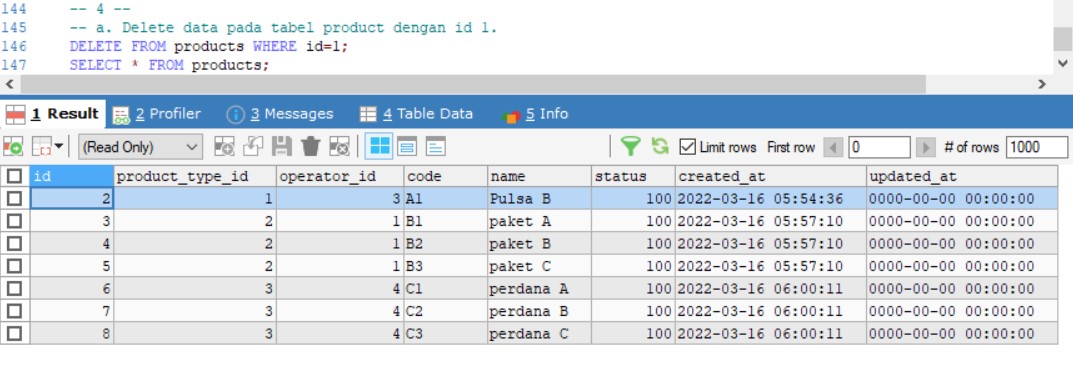 144 -- 4 --
145 -- a. Delete data pada tabel product dengan id 1.
146 DELETE FROM products WHERE id=1;
147 SELECT * FROM products;
1 Result 2 Profiler 3 Messages 4 Table Data 5 Info
(Read Only) Limit rows First row 0 # of rows 1000
id product_type_id operator_id code name status created_at updated_at
2 1 3 A1 Pulsa B 100 2022-03-16 05:54:36 0000-00-00 00:00:00
3 2 1 B1 paket A 100 2022-03-16 05:57:10 0000-00-00 00:00:00
4 2 1 B2 paket B 100 2022-03-16 05:57:10 0000-00-00 00:00:00
5 2 1 B3 paket C 100 2022-03-16 05:57:10 0000-00-00 00:00:00
6 3 4 C1 perdana A 100 2022-03-16 06:00:11 0000-00-00 00:00:00
7 3 4 C2 perdana B 100 2022-03-16 06:00:11 0000-00-00 00:00:00
8 3 4 C3 perdana C 100 2022-03-16 06:00:11 0000-00-00 00:00:00